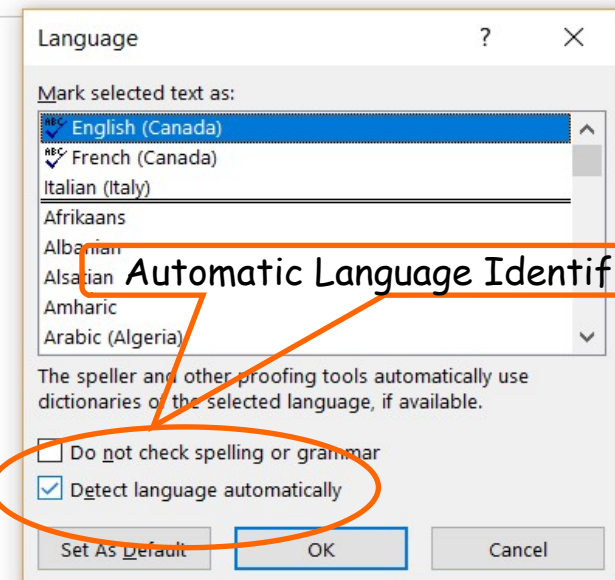 Language
Mark selected text as:
English (Canada)
French (Canada)
Italian (Italy)
Afrikaans
Albanian
Alsatian
Automatic Language Identif
Amharic
Arabic (Algeria)
The speller and other proofing tools automatically use
dictionaries of the selected language, if available.
Do not check spelling or grammar
Detect language automatically
Set As Default OK Cancel